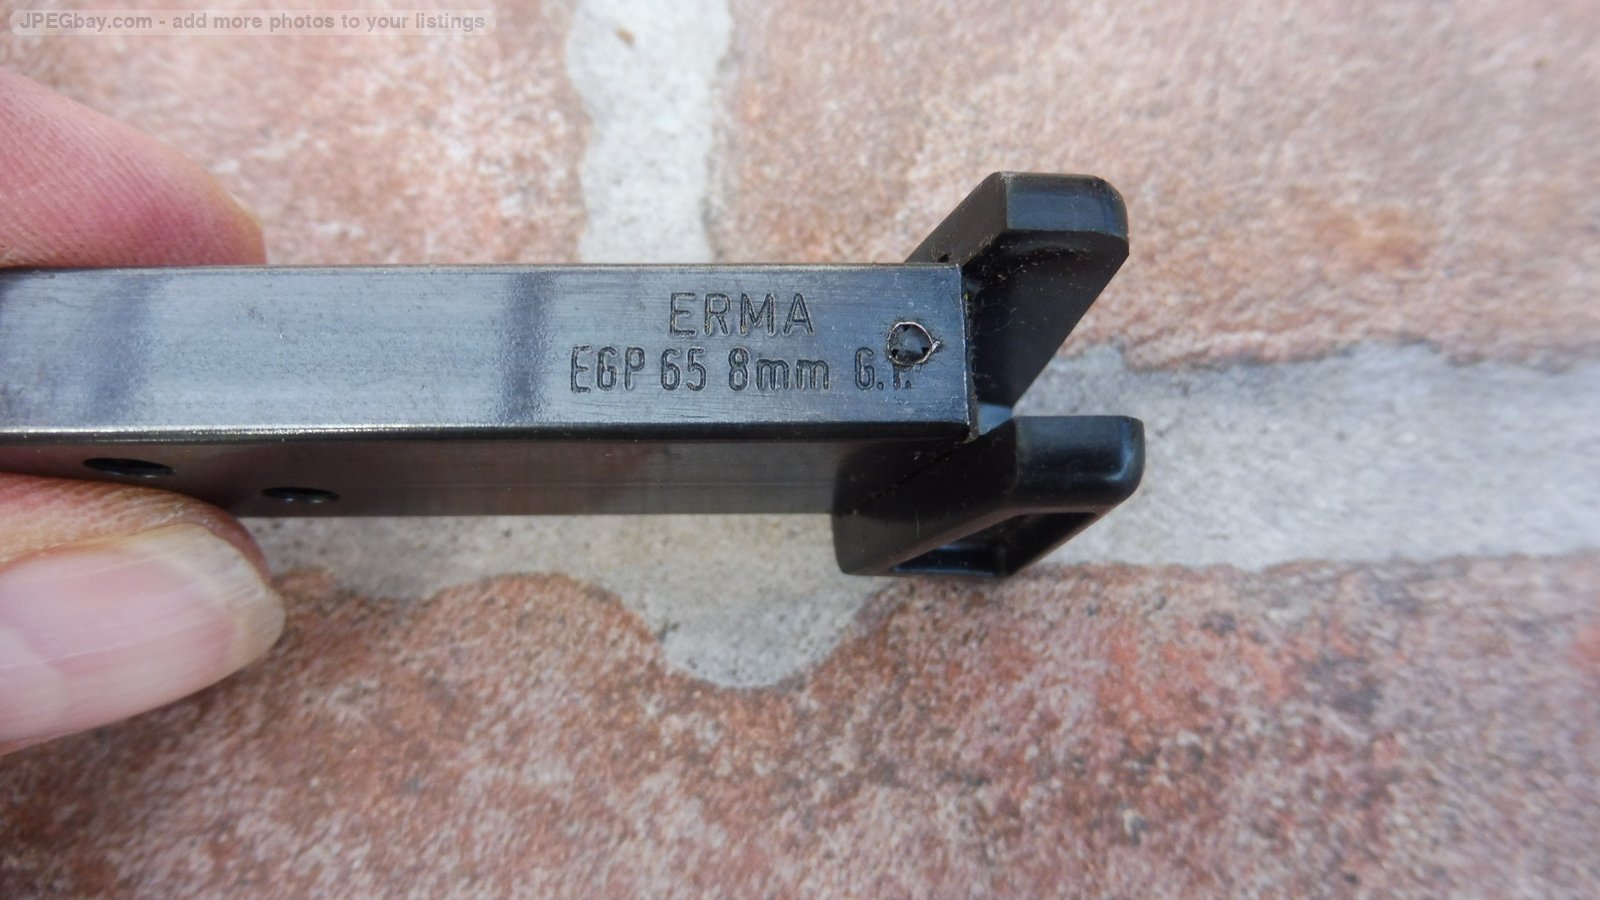 JPEGbay.com - add more photos to your listings
ERMA
EGP 65 8mm G.P.